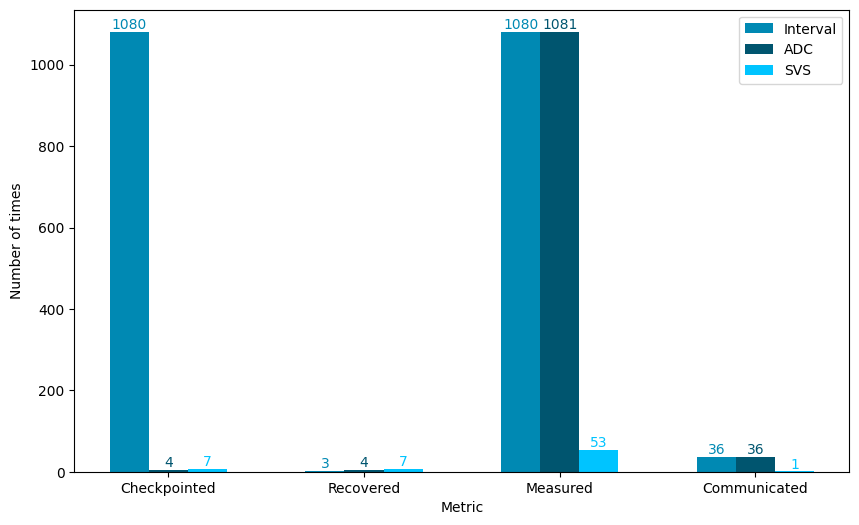 1080
1080
1081
Interval
ADC
SVS
1000
800
600
400
200
0
4
7
3
4
7
53
36
36
1
Number of times
Checkpointed
Recovered
Measured
Communicated
Metric